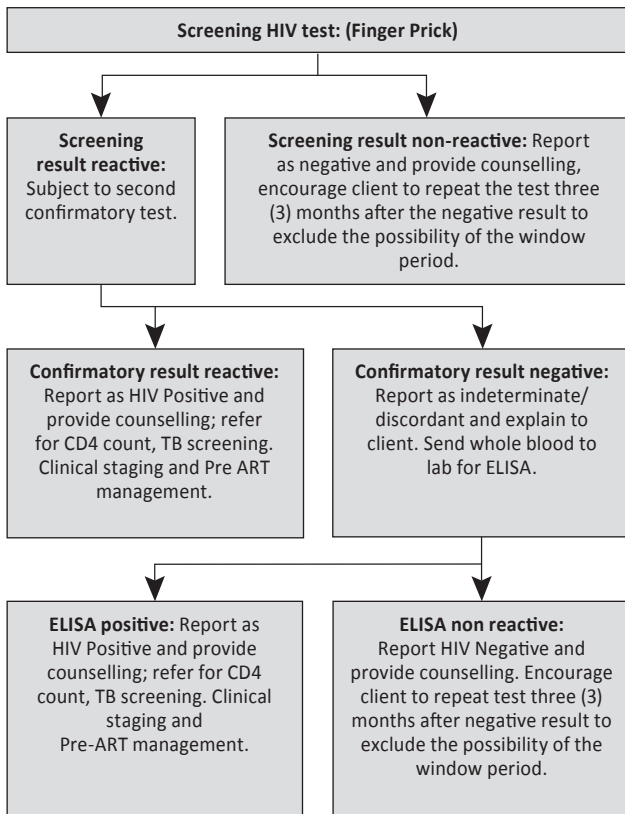 Screening HIV test: (Finger Prick)
Screening
result reactive:
Subject to second
confirmatory test.
Screening result non-reactive: Report
as negative and provide counselling,
encourage client to repeat the test three
(3) months after the negative result to
exclude the possibility of the window
period.
Confirmatory result reactive:
Report as HIV Positive and
provide counselling; refer
for CD4 count, TB screening.
Clinical staging and Pre ART
management.
Confirmatory result negative:
Report as indeterminate/
discordant and explain to
client. Send whole blood to
lab for ELISA.
ELISA positive: Report as
HIV Positive and provide
counselling; refer for CD4
count, TB screening. Clinical
staging and
Pre-ART management.
ELISA non reactive:
Report HIV Negative and
provide counselling. Encourage
client to repeat test three (3)
months after negative result to
exclude the possibility of the
window period.